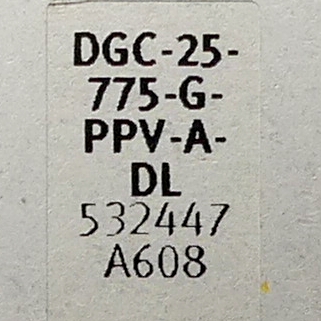 DGC-25-
775-G-
PPV-A-
DL
532447
A608